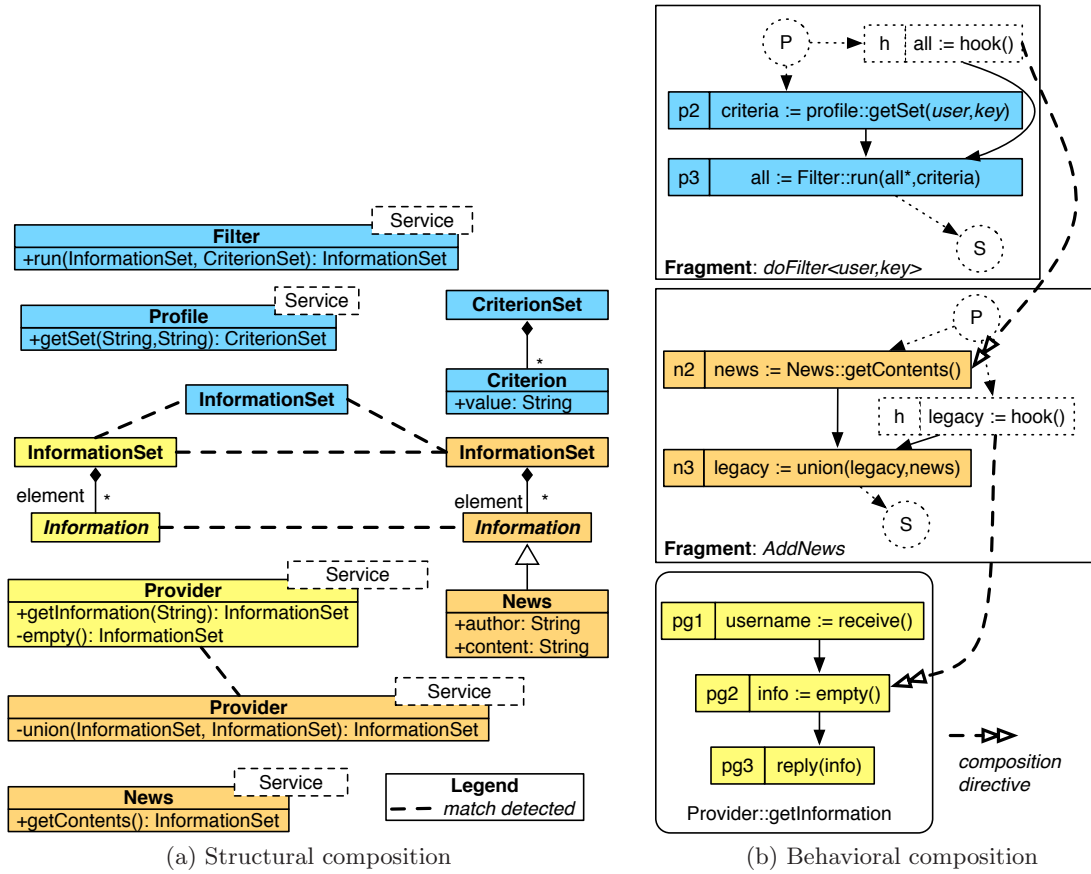 Service
Filter
+run(InformationSet, CriterionSet): InformationSet
Service
Profile
+getSet(String,String): CriterionSet
CriterionSet
*
Criterion
+value: String
InformationSet
InformationSet
InformationSet
element *
element *
Information
Information
Service
Provider
+getInformation(String): InformationSet
-empty(): InformationSet
News
+author: String
+content: String
Service
Provider
-union(InformationSet, InformationSet): InformationSet
Service
News
+getContents(): InformationSet
Legend
match detected
(a) Structural composition
P
h all := hook()
p2 criteria := profile::getSet(user,key)
p3 all := Filter::run(all*,criteria)
S
Fragment: doFilter<user,key>
P
n2 news := News::getContents()
h legacy := hook()
n3 legacy := union(legacy,news)
S
Fragment: AddNews
pg1 username := receive()
pg2 info := empty()
pg3 reply(info)
Provider::getInformation
composition
directive
(b) Behavioral composition